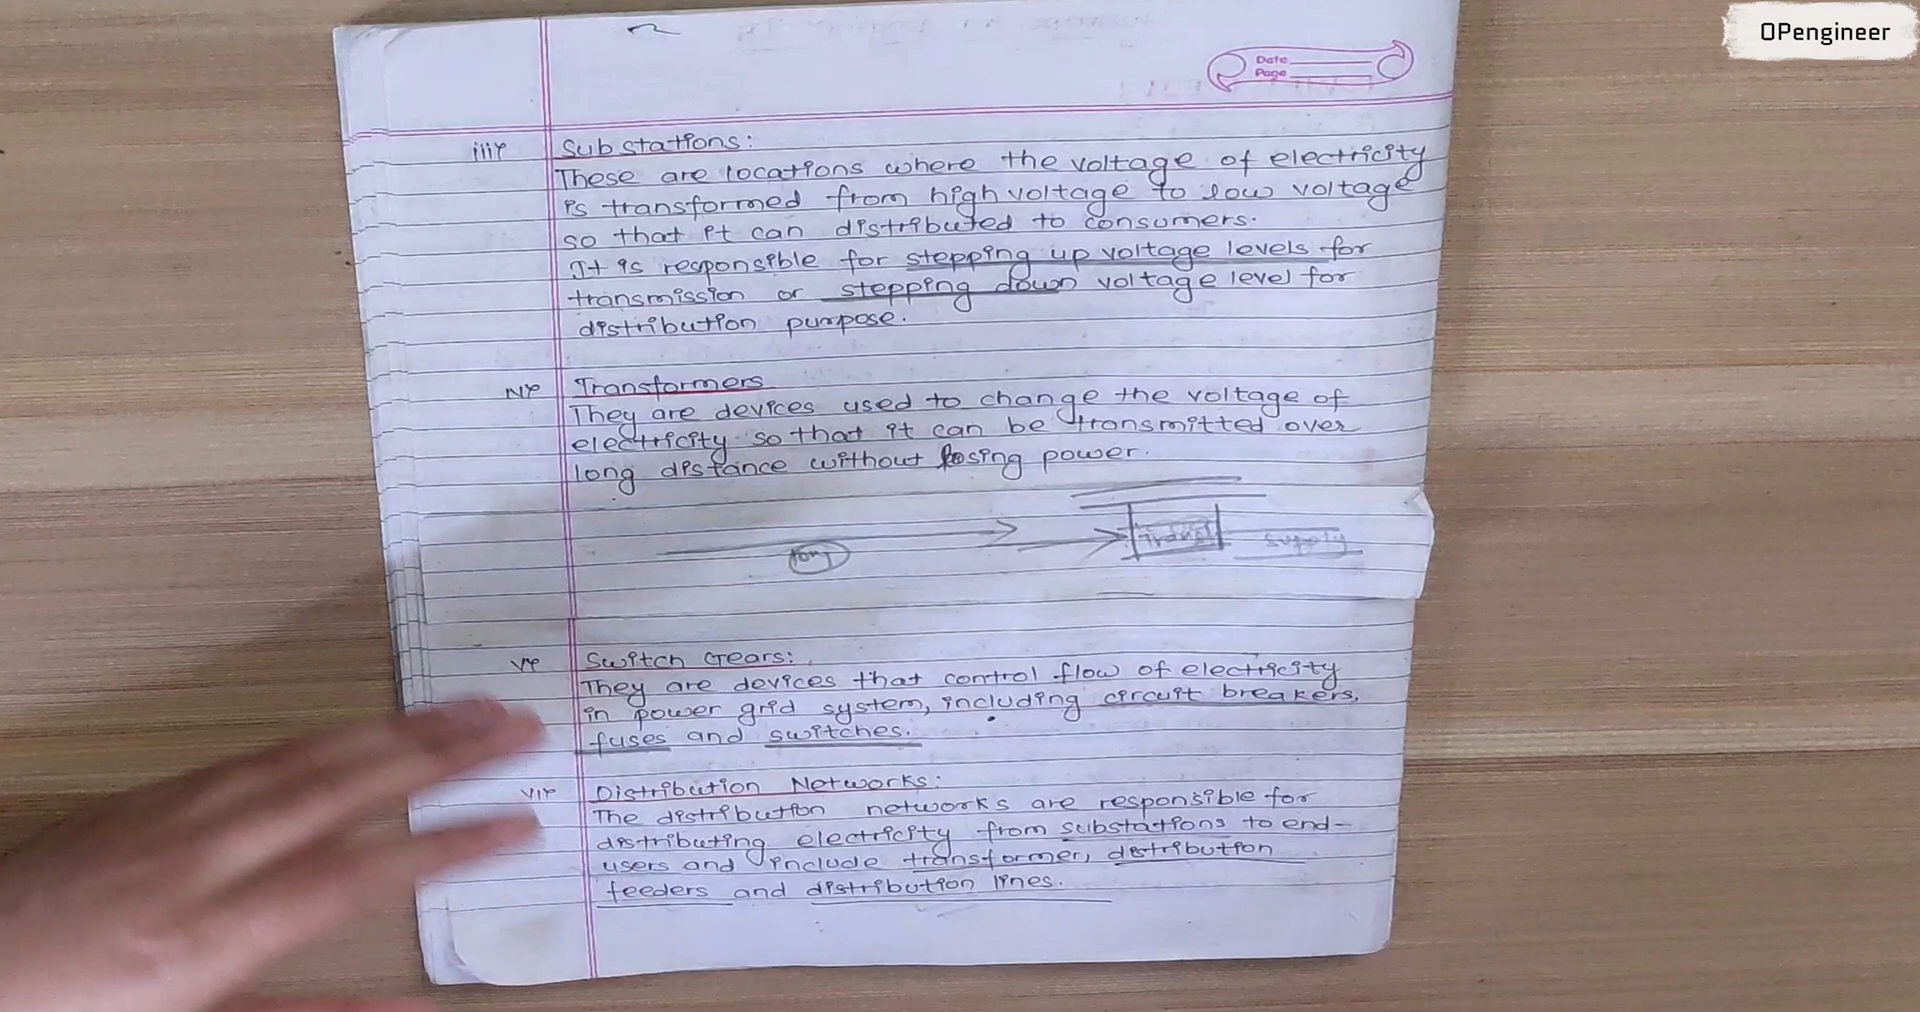 OPengineer
Date
Page
iii) Substations:
These are locations where the voltage of electricity
is transformed from high voltage to low voltage
so that it can distributed to consumers.
It is responsible for stepping up voltage levels for
transmission or stepping down voltage level for
distribution purpose.
iv) Transformers
They are devices used to change the voltage of
electricity so that it can be transmitted over
long distance without losing power.
long
supply
v) Switch Gears:
They are devices that control flow of electricity
in power grid system, including circuit breakers,
fuses and switches.
vi) Distribution Networks:
The distribution networks are responsible for
distributing electricity from substations to end-
users and include transformer, distribution
feeders and distribution lines.